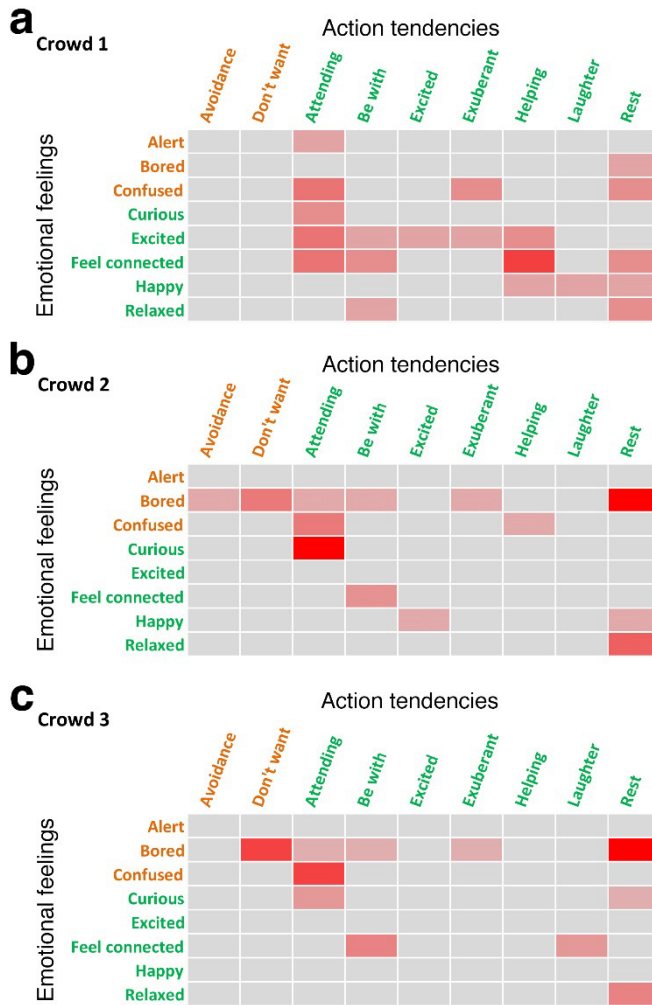 a
Action tendencies
Crowd 1
Avoidance
Don't want
Attending
Be with
Excited
Exuberant
Helping
Laughter
Rest
Emotional feelings
Alert
Bored
Confused
Curious
Excited
Feel connected
Happy
Relaxed
b
Action tendencies
Crowd 2
Avoidance
Don't want
Attending
Be with
Excited
Exuberant
Helping
Laughter
Rest
Emotional feelings
Alert
Bored
Confused
Curious
Excited
Feel connected
Happy
Relaxed
c
Action tendencies
Crowd 3
Avoidance
Don't want
Attending
Be with
Excited
Exuberant
Helping
Laughter
Rest
Emotional feelings
Alert
Bored
Confused
Curious
Excited
Feel connected
Happy
Relaxed